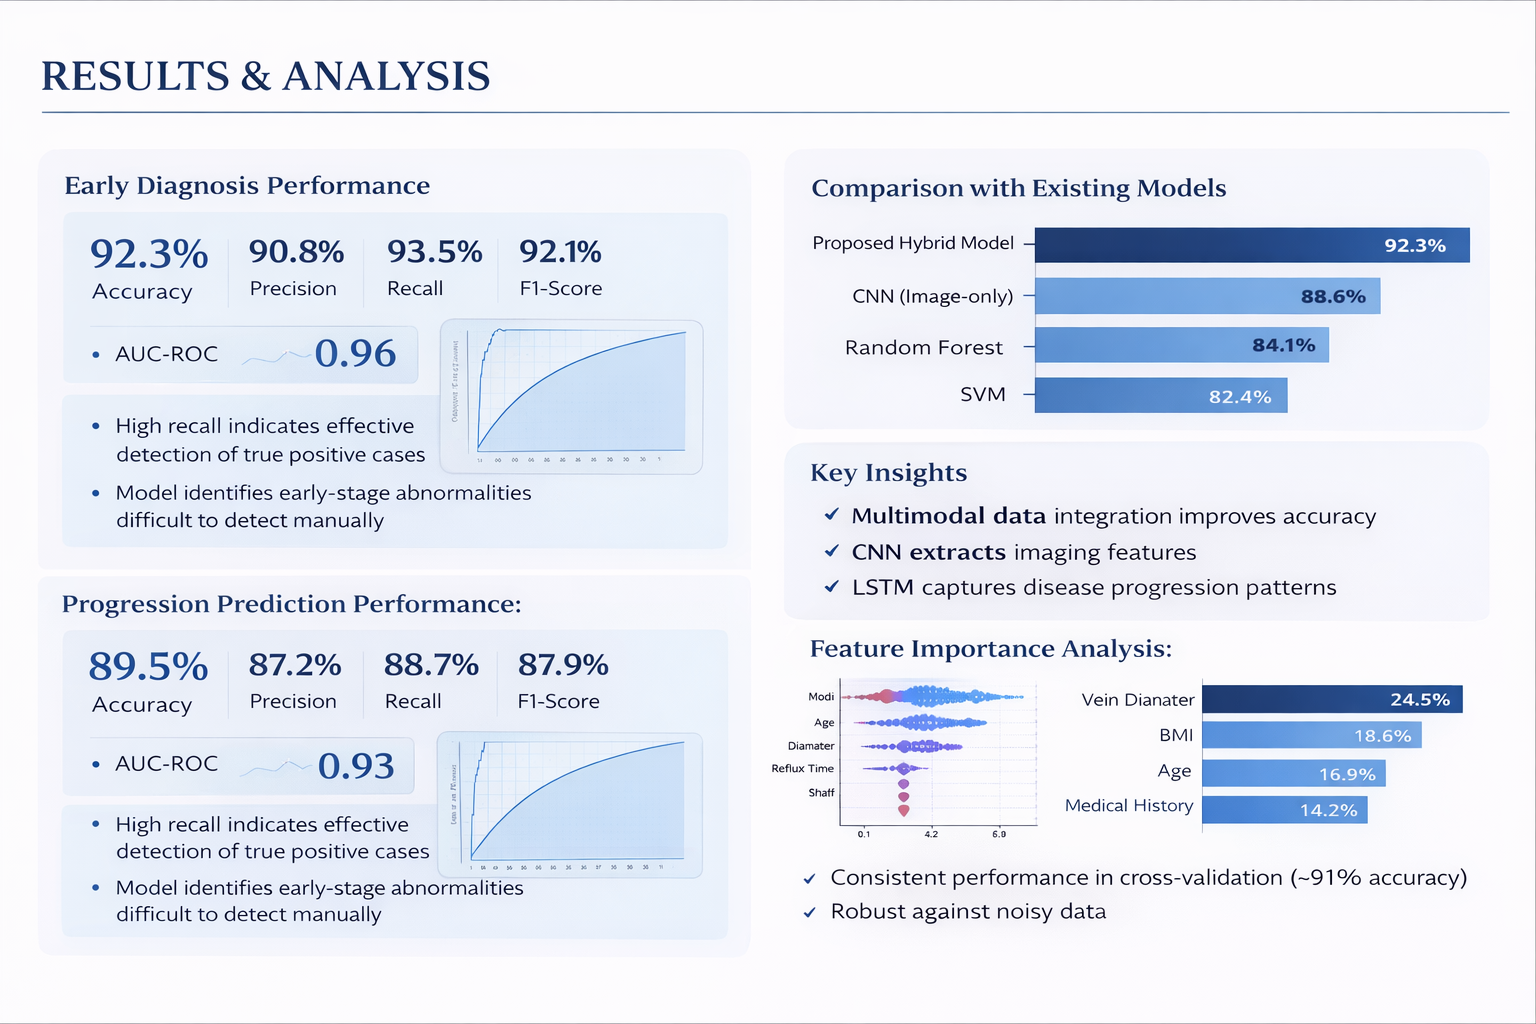 RESULTS & ANALYSIS
Early Diagnosis Performance
92.3%
Accuracy
90.8%
Precision
93.5%
Recall
92.1%
F1-Score
• AUC-ROC 0.96
• High recall indicates effective
detection of true positive cases
• Model identifies early-stage abnormalities
difficult to detect manually
Progression Prediction Performance:
89.5%
Accuracy
87.2%
Precision
88.7%
Recall
87.9%
F1-Score
• AUC-ROC 0.93
• High recall indicates effective
detection of true positive cases
• Model identifies early-stage abnormalities
difficult to detect manually
Comparison with Existing Models
Proposed Hybrid Model 92.3%
CNN (Image-only) 88.6%
Random Forest 84.1%
SVM 82.4%
Key Insights
✔ Multimodal data integration improves accuracy
✔ CNN extracts imaging features
✔ LSTM captures disease progression patterns
Feature Importance Analysis:
Modi
Age
Diamater
Reflux Time
Shaff
0.1 4.2 6.0
Vein Dianater 24.5%
BMI 18.6%
Age 16.9%
Medical History 14.2%
✔ Consistent performance in cross-validation (~91% accuracy)
✔ Robust against noisy data